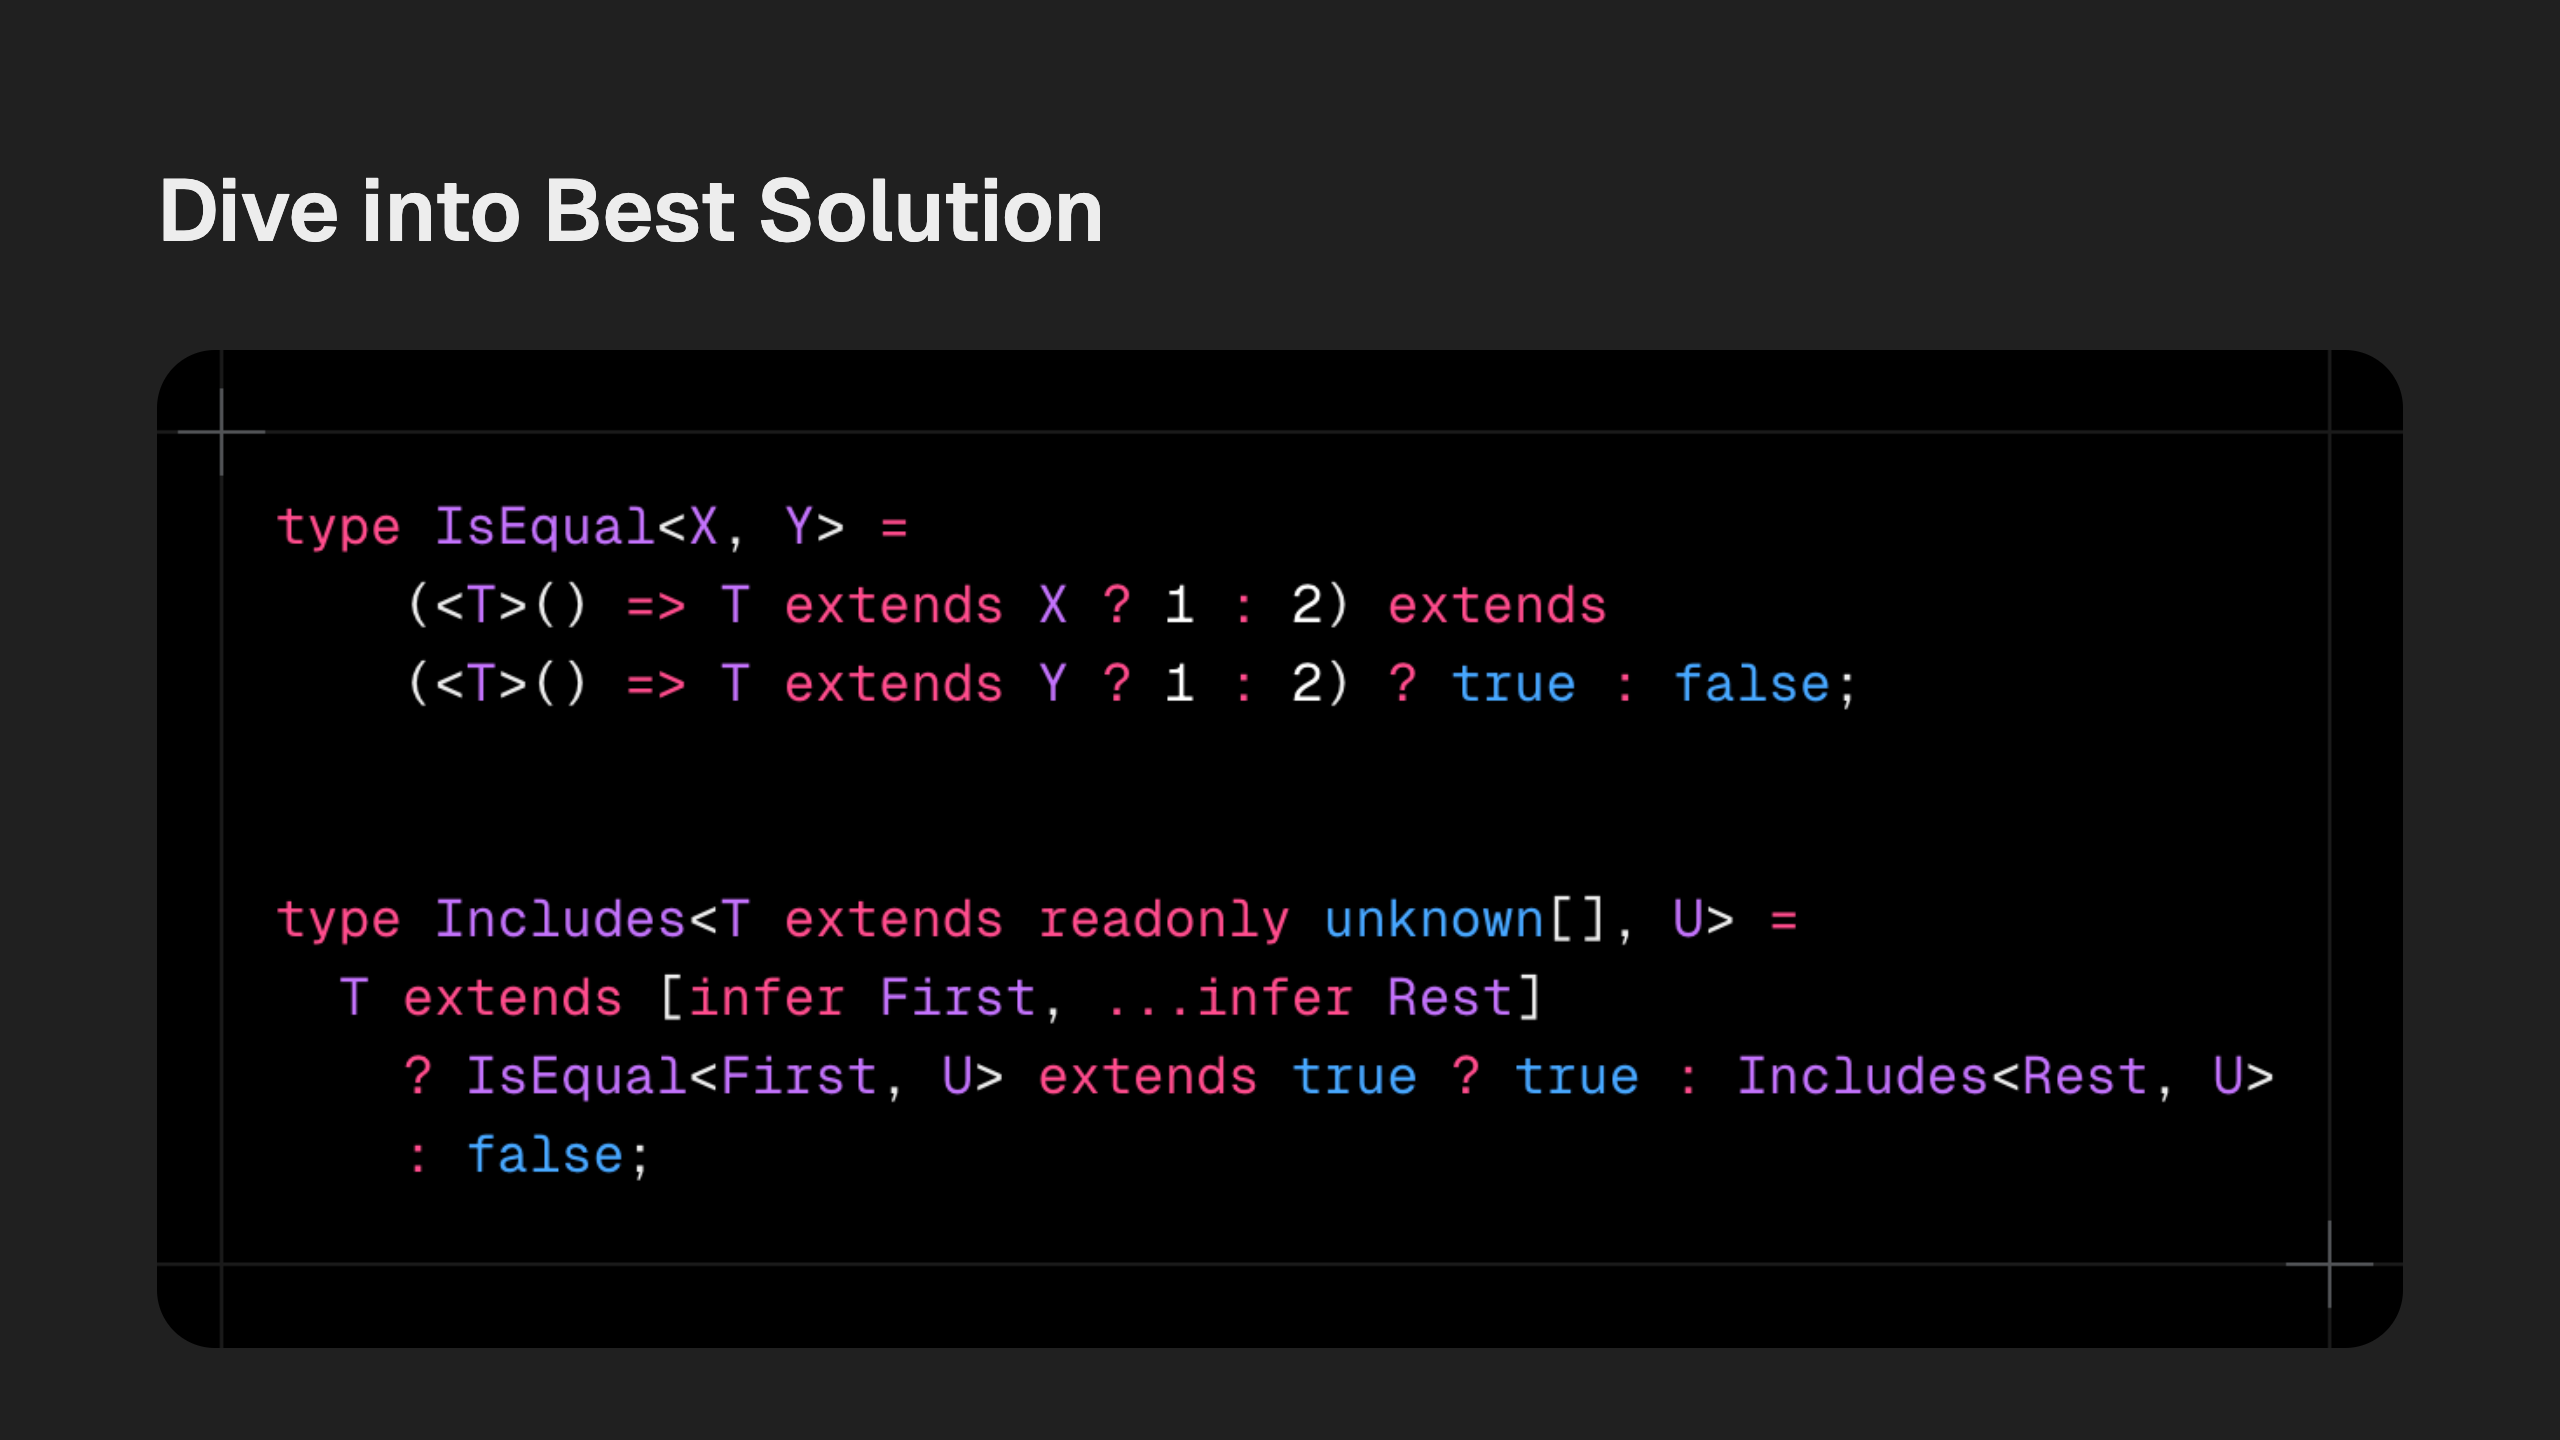 Dive into Best Solution
type IsEqual<X, Y> =
    (<T>() => T extends X ? 1 : 2) extends
    (<T>() => T extends Y ? 1 : 2) ? true : false;
type Includes<T extends readonly unknown[], U> =
  T extends [infer First, ...infer Rest]
    ? IsEqual<First, U> extends true ? true : Includes<Rest, U>
    : false;